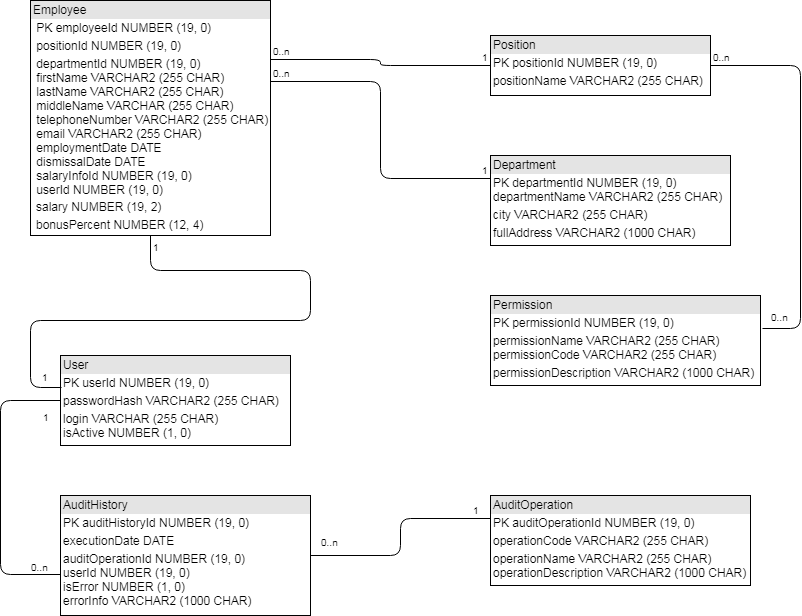 Employee
PK employeeId NUMBER (19, 0)
positionId NUMBER (19, 0)
departmentId NUMBER (19, 0)
firstName VARCHAR2 (255 CHAR)
lastName VARCHAR2 (255 CHAR)
middleName VARCHAR (255 CHAR)
telephoneNumber VARCHAR2 (255 CHAR)
email VARCHAR2 (255 CHAR)
employmentDate DATE
dismissalDate DATE
salaryInfoId NUMBER (19, 0)
userId NUMBER (19, 0)
salary NUMBER (19, 2)
bonusPercent NUMBER (12, 4)
0..n
0..n
1
1
Position
PK positionId NUMBER (19, 0)
positionName VARCHAR2 (255 CHAR)
0..n
1
Department
PK departmentId NUMBER (19, 0)
departmentName VARCHAR2 (255 CHAR)
city VARCHAR2 (255 CHAR)
fullAddress VARCHAR2 (1000 CHAR)
Permission
PK permissionId NUMBER (19, 0)
permissionName VARCHAR2 (255 CHAR)
permissionCode VARCHAR2 (255 CHAR)
permissionDescription VARCHAR2 (1000 CHAR)
0..n
1
1
User
PK userId NUMBER (19, 0)
passwordHash VARCHAR2 (255 CHAR)
login VARCHAR (255 CHAR)
isActive NUMBER (1, 0)
0..n
AuditHistory
PK auditHistoryId NUMBER (19, 0)
executionDate DATE
auditOperationId NUMBER (19, 0)
userId NUMBER (19, 0)
isError NUMBER (1, 0)
errorInfo VARCHAR2 (1000 CHAR)
0..n
1
AuditOperation
PK auditOperationId NUMBER (19, 0)
operationCode VARCHAR2 (255 CHAR)
operationName VARCHAR2 (255 CHAR)
operationDescription VARCHAR2 (1000 CHAR)